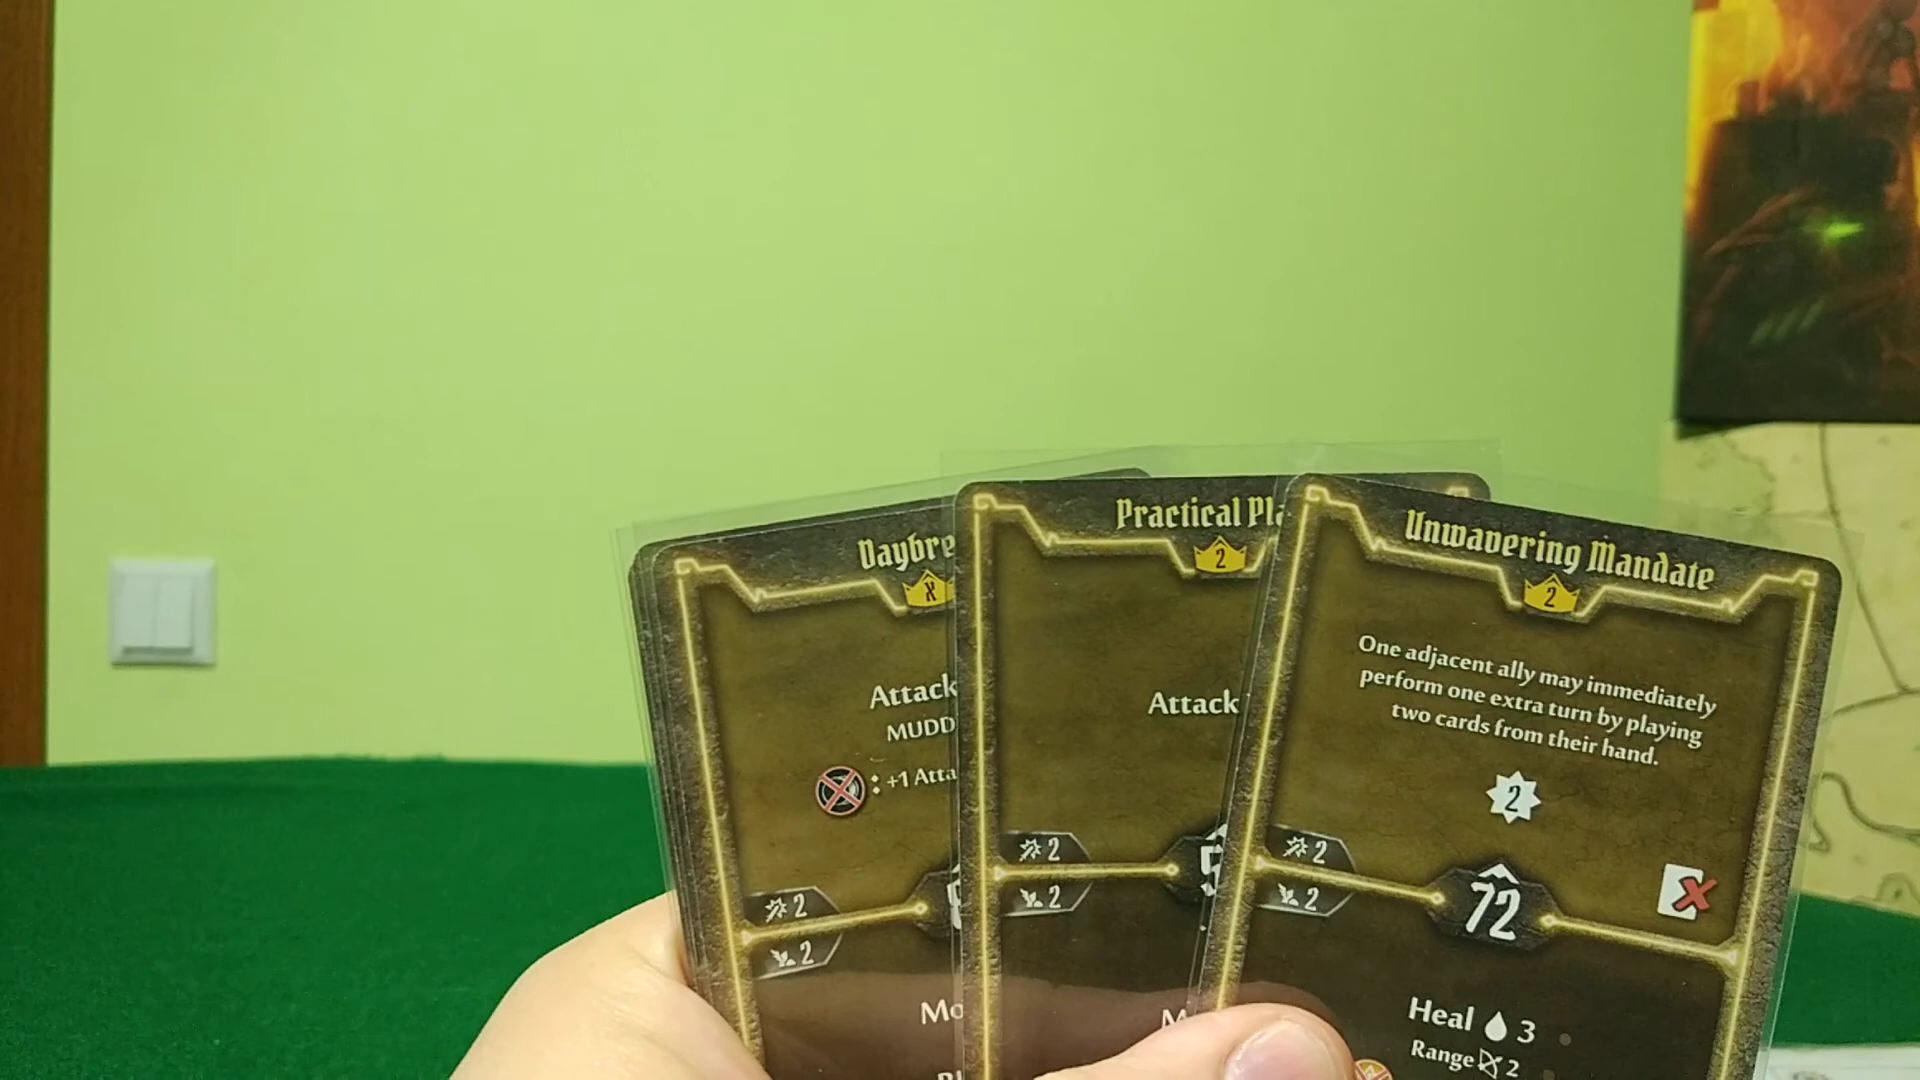 Daybre
X
Attack
MUDD
: +1 Atta
2
2
Mo
Practical Pla
2
Attack
2
2
5
M
Unwavering Mandate
2
One adjacent ally may immediately
perform one extra turn by playing
two cards from their hand.
2
2
2
72
Heal 3
Range 2